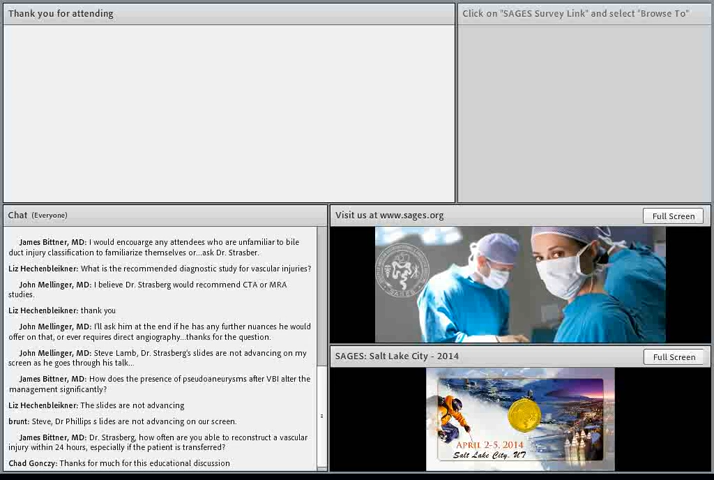 Thank you for attending
Click on "SAGES Survey Link" and select "Browse To"
Chat (Everyone)
James Bittner, MD: I would encouarge any attendees who are unfamiliar to bile
duct injury classification to familiarize themselves or...ask Dr. Strasber.
Liz Hechenbleikner: What is the recommended diagnostic study for vascular injuries?
John Mellinger, MD: I believe Dr. Strasberg would recommend CTA or MRA
studies.
Liz Hechenbleikner: thank you
John Mellinger, MD: I'll ask him at the end if he has any further nuances he would
offer on that, or ever requires direct angiography...thanks for the question.
John Mellinger, MD: Steve Lamb, Dr. Strasberg's slides are not advancing on my
screen as he goes through his talk...
James Bittner, MD: How does the presence of pseudoaneurysms after VBI alter the
management significantly?
Liz Hechenbleikner: The slides are not advancing
brunt: Steve, Dr Phillips s lides are not advancing on our screen.
James Bittner, MD: Dr. Strasberg, how often are you able to reconstruct a vascular
injury within 24 hours, especially if the patient is transferred?
Chad Gonczy: Thanks for much for this educational discussion
Visit us at www.sages.org
Full Screen
SAGES
SAGES: Salt Lake City - 2014
Full Screen
APRIL 2-5, 2014
Salt Lake City, UT